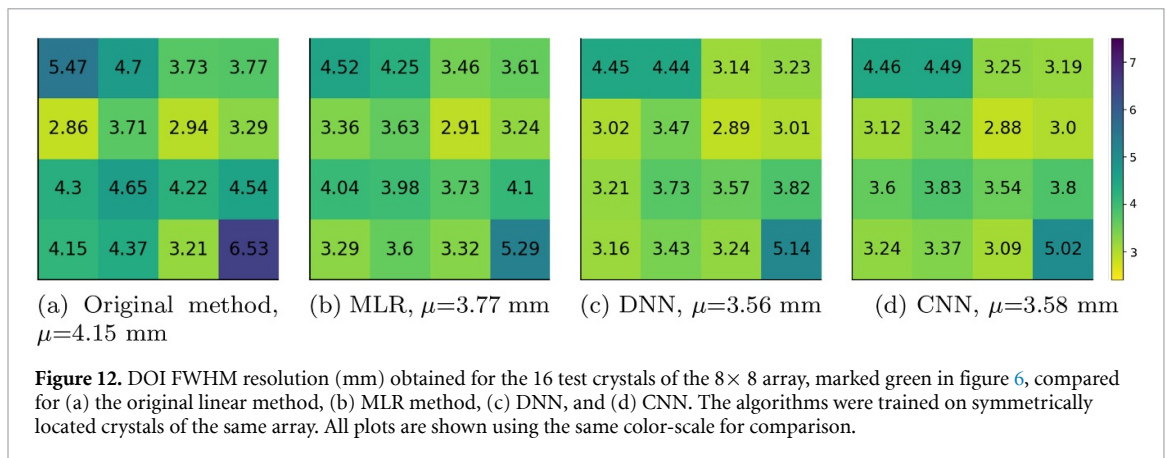 5.47 4.7 3.73 3.77 4.52 4.25 3.46 3.61 4.45 4.44 3.14 3.23 4.46 4.49 3.25 3.19
7
6
2.86 3.71 2.94 3.29 3.36 3.63 2.91 3.24 3.02 3.47 2.89 3.01 3.12 3.42 2.88 3.0
5
4.3 4.65 4.22 4.54 4.04 3.98 3.73 4.1 3.21 3.73 3.57 3.82 3.6 3.83 3.54 3.8
4
4.15 4.37 3.21 6.53 3.29 3.6 3.32 5.29 3.16 3.43 3.24 5.14 3.24 3.37 3.09 5.02
3
(a) Original method, (b) MLR, μ=3.77 mm (c) DNN, μ=3.56 mm (d) CNN, μ=3.58 mm
μ=4.15 mm
Figure 12. DOI FWHM resolution (mm) obtained for the 16 test crystals of the 8× 8 array, marked green in figure 6, compared
for (a) the original linear method, (b) MLR method, (c) DNN, and (d) CNN. The algorithms were trained on symmetrically
located crystals of the same array. All plots are shown using the same color-scale for comparison.